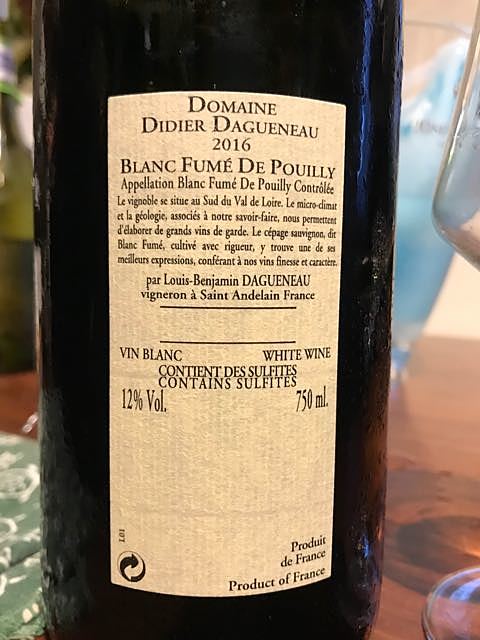 DOMAINE
DIDIER DAGUENEAU
2016
BLANC FUMÉ DE POUILLY
Appellation Blanc Fumé De Pouilly Contrôlée
Le vignoble se situe au Sud du Val de Loire. Le micro-climat
et la géologie, associés à notre savoir-faire, nous permettent
d'élaborer de grands vins de garde. Le cépage sauvignon, dit
Blanc Fumé, cultivé avec rigueur, y trouve une de ses
meilleurs expressions, conférant à nos vins finesse et caractère.
par Louis-Benjamin DAGUENEAU
vigneron à Saint Andelain France
VIN BLANC WHITE WINE
CONTIENT DES SULFITES
CONTAINS SULFITES
12% Vol. 750 ml.
L01
Produit
de France
Product of France